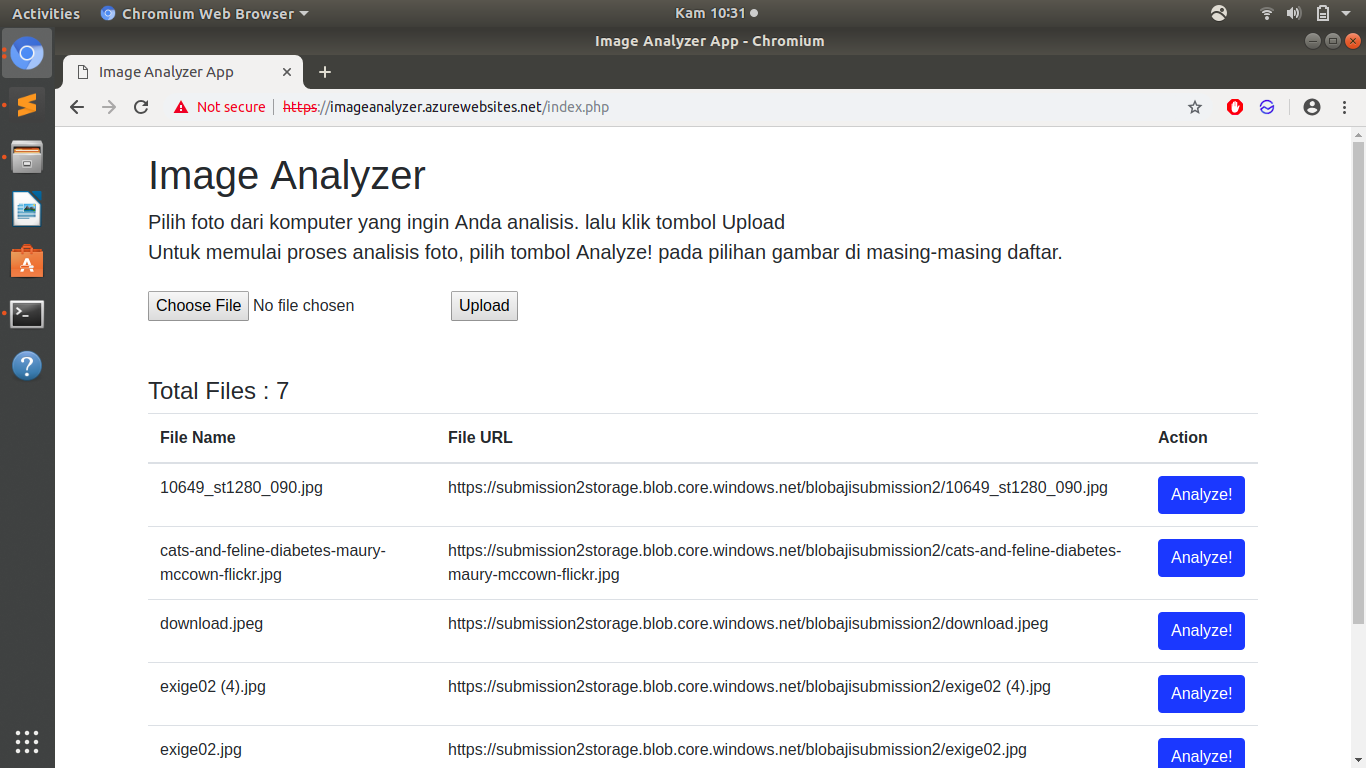 Activities Chromium Web Browser Kam 10:31
Image Analyzer App - Chromium
Image Analyzer App
Not secure https://imageanalyzer.azurewebsites.net/index.php
Image Analyzer
Pilih foto dari komputer yang ingin Anda analisis. lalu klik tombol Upload
Untuk memulai proses analisis foto, pilih tombol Analyze! pada pilihan gambar di masing-masing daftar.
Choose File No file chosen Upload
Total Files : 7
File Name File URL Action
10649_st1280_090.jpg https://submission2storage.blob.core.windows.net/blobajisubmission2/10649_st1280_090.jpg Analyze!
cats-and-feline-diabetes-maury- https://submission2storage.blob.core.windows.net/blobajisubmission2/cats-and-feline-diabetes- Analyze!
mccown-flickr.jpg maury-mccown-flickr.jpg
download.jpeg https://submission2storage.blob.core.windows.net/blobajisubmission2/download.jpeg Analyze!
exige02 (4).jpg https://submission2storage.blob.core.windows.net/blobajisubmission2/exige02 (4).jpg Analyze!
exige02.jpg https://submission2storage.blob.core.windows.net/blobajisubmission2/exige02.jpg Analyze!